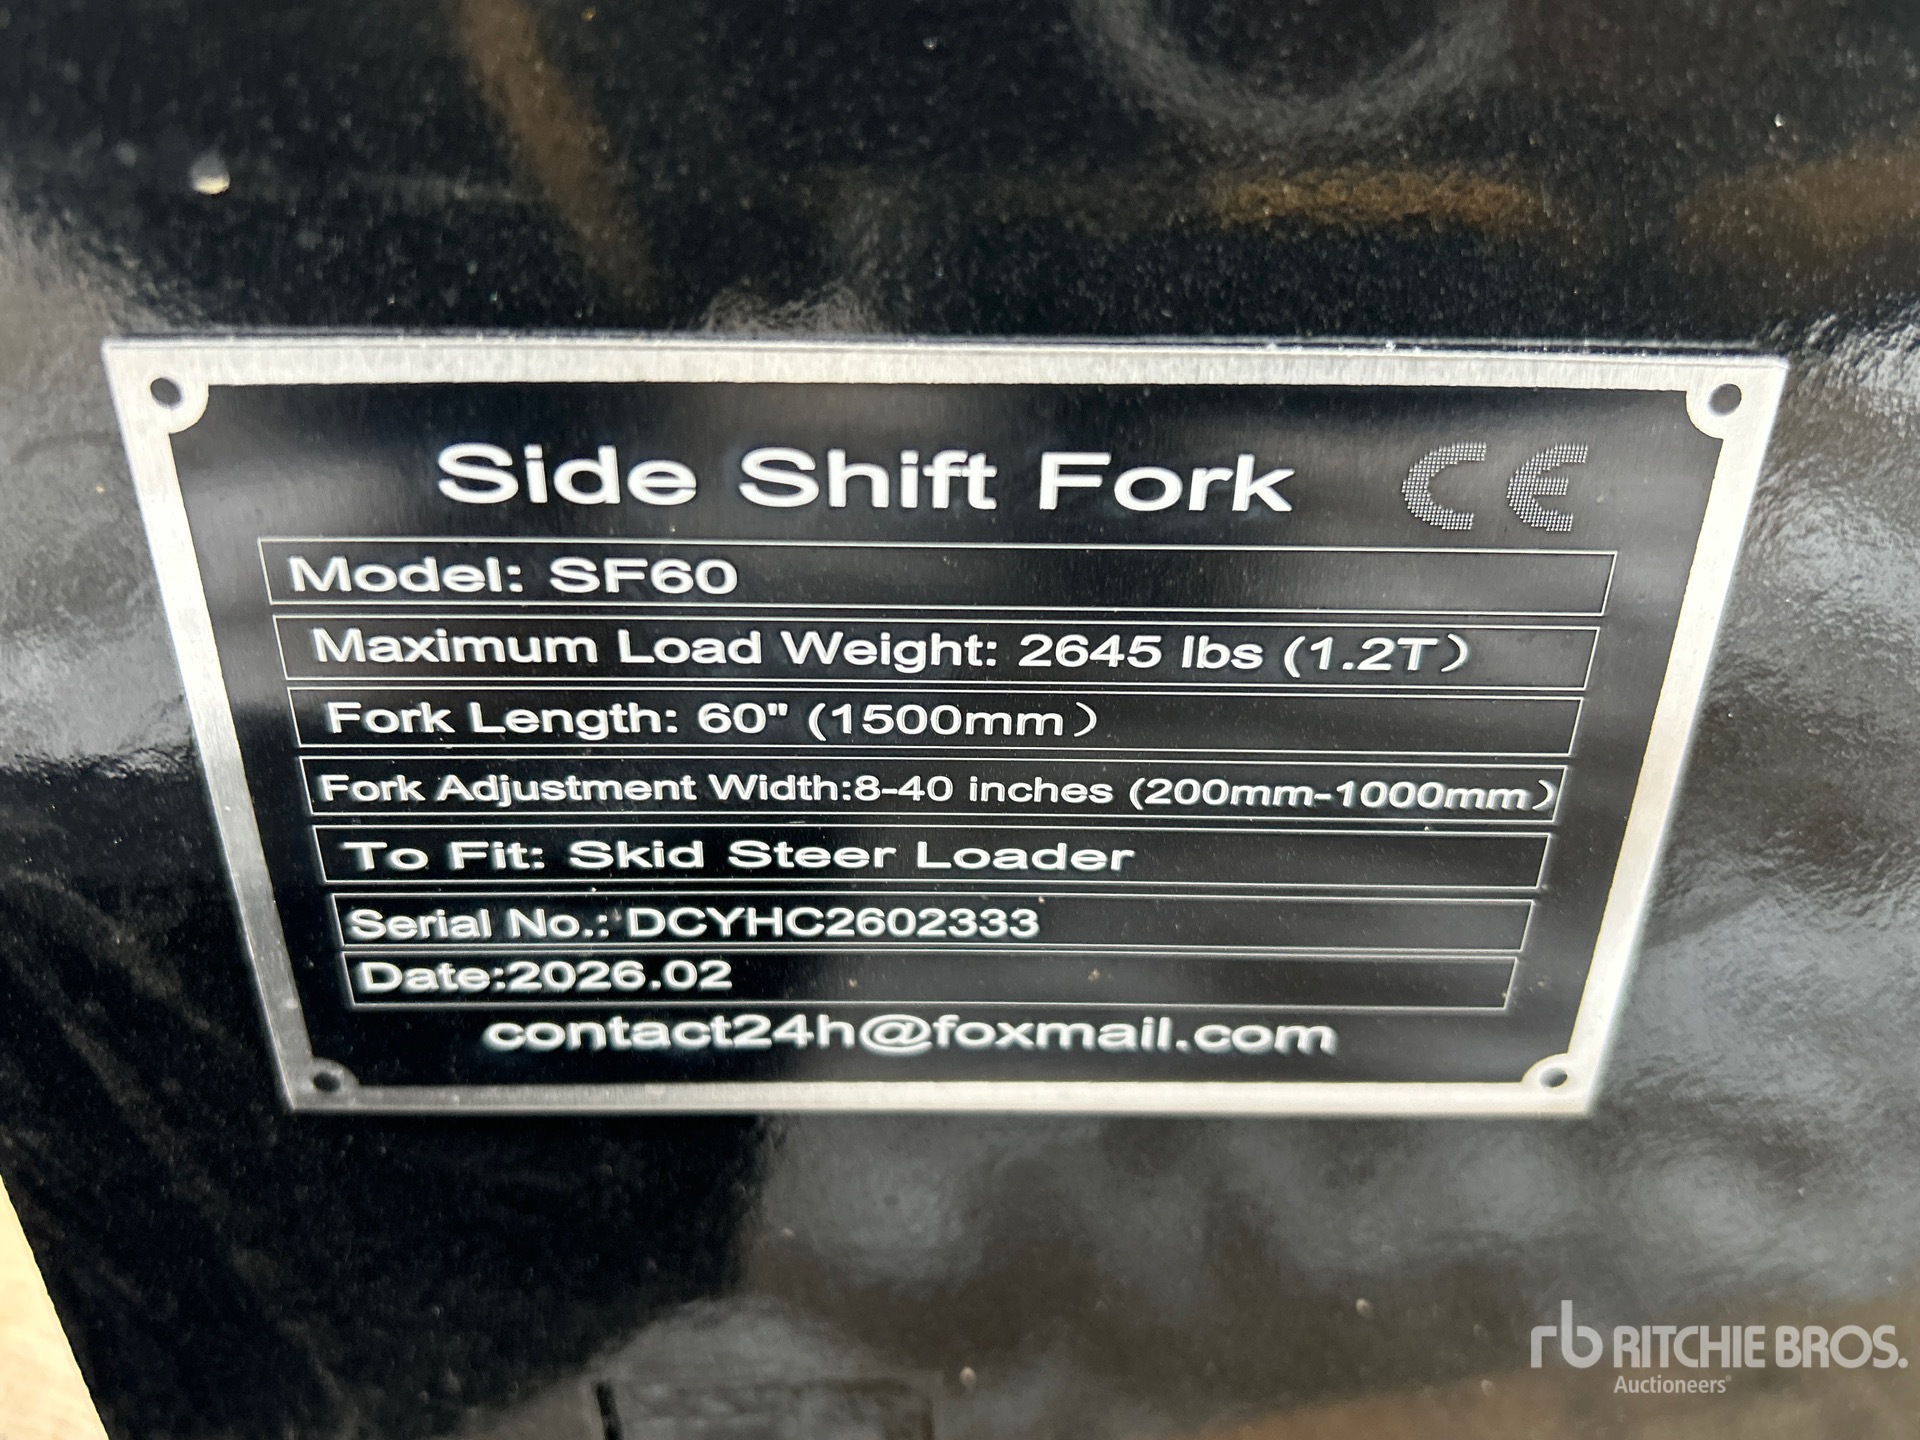 Side Shift Fork CE
Model: SF60
Maximum Load Weight: 2645 lbs (1.2T）
Fork Length: 60" (1500mm）
Fork Adjustment Width:8-40 inches (200mm-1000mm）
To Fit: Skid Steer Loader
Serial No.: DCYHC2602333
Date:2026.02
contact24h@foxmail.com
rb RITCHIE BROS.
Auctioneers